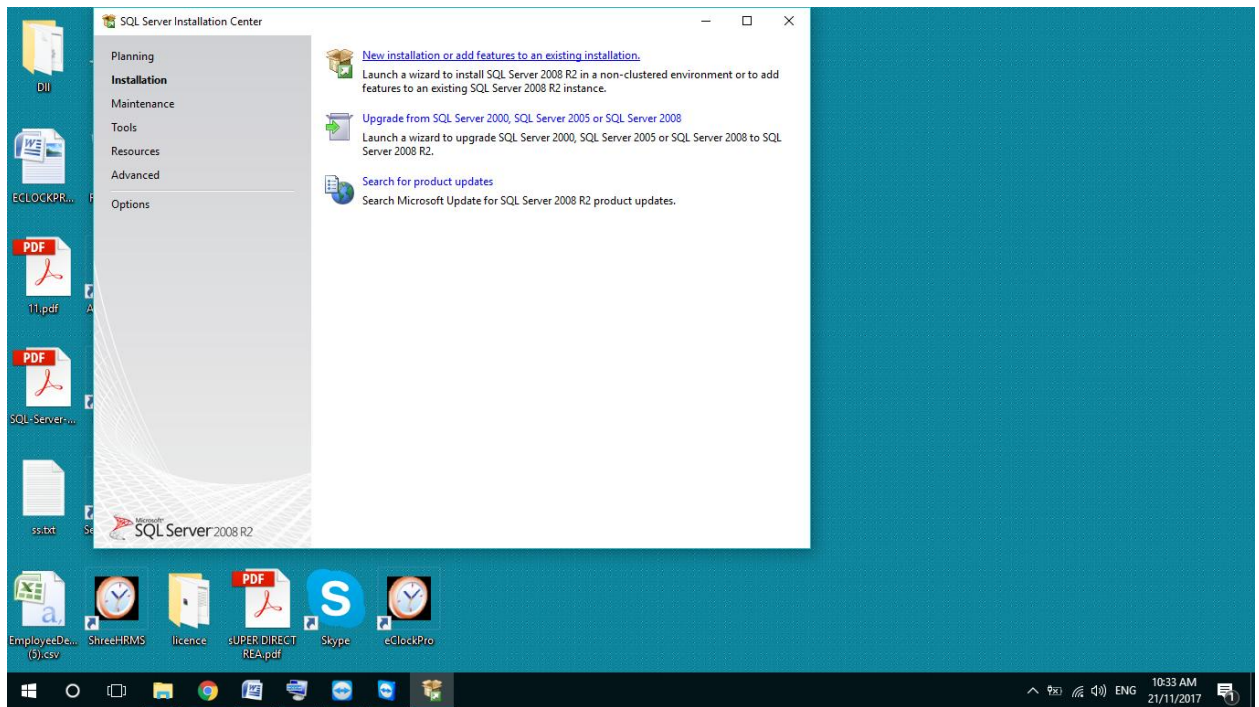 SQL Server Installation Center
Planning
Installation
Maintenance
Tools
Resources
Advanced
Options
New installation or add features to an existing installation.
Launch a wizard to install SQL Server 2008 R2 in a non-clustered environment or to add
features to an existing SQL Server 2008 R2 instance.
Upgrade from SQL Server 2000, SQL Server 2005 or SQL Server 2008
Launch a wizard to upgrade SQL Server 2000, SQL Server 2005 or SQL Server 2008 to SQL
Server 2008 R2.
Search for product updates
Search Microsoft Update for SQL Server 2008 R2 product updates.
Microsoft
SQL Server 2008 R2
Dll
ECLOCKPR...
PDF
11.pdf
PDF
SQL-Server-...
ss.txt
EmployeeDe...
(5).csv
ShreeHRMS
licence
PDF
sUPER DIRECT
REA.pdf
Skype
eClockPro
ENG
10:33 AM
21/11/2017